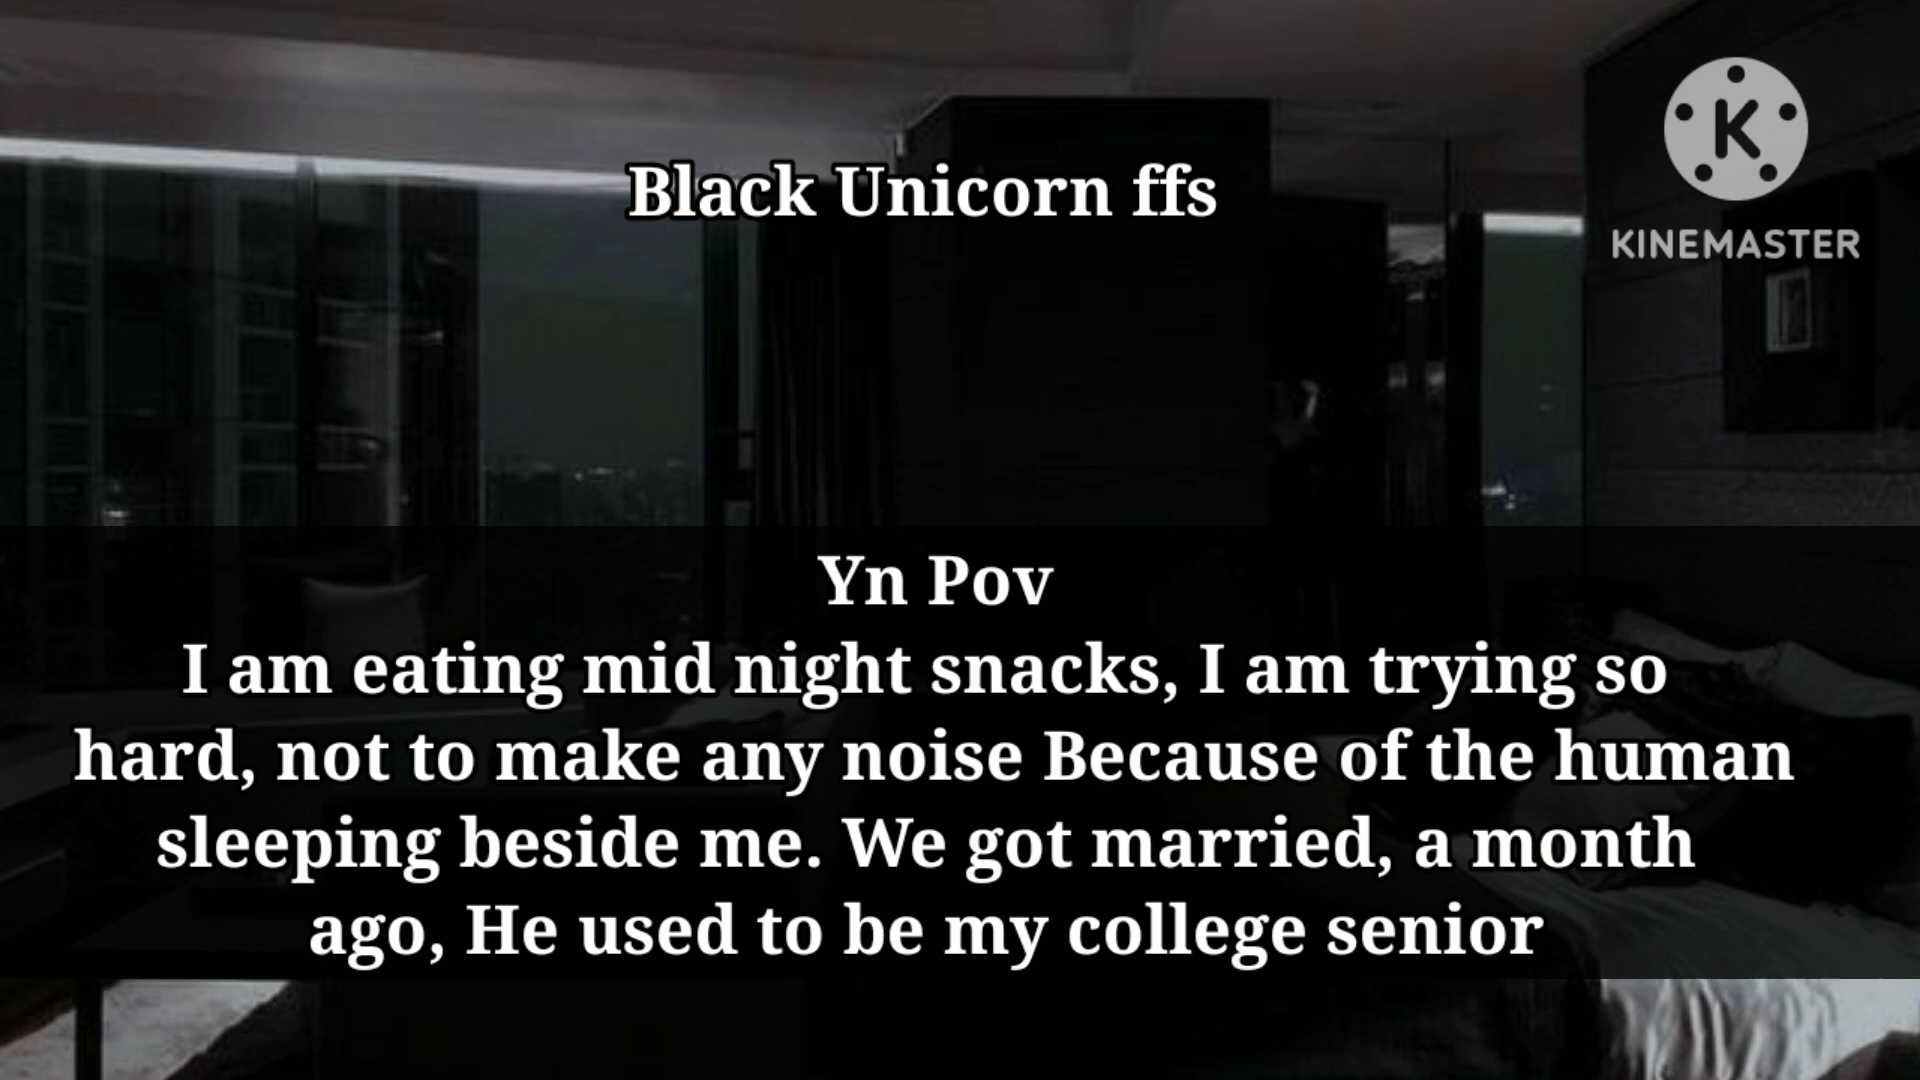 Black Unicorn ffs
K
KINEMASTER
Yn Pov
I am eating mid night snacks, I am trying so
hard, not to make any noise Because of the human
sleeping beside me. We got married, a month
ago, He used to be my college senior